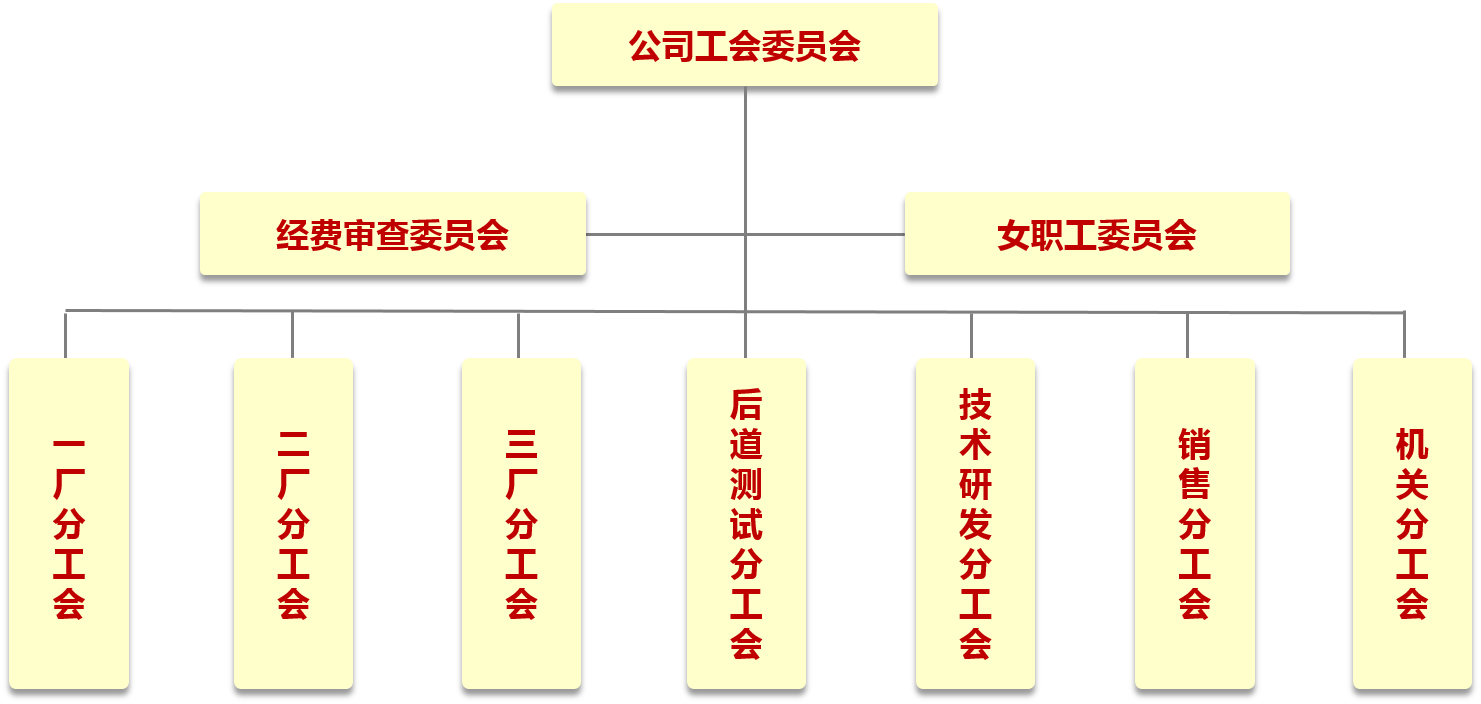 公司工会委员会
经费审查委员会
女职工委员会
一厂分工会
二厂分工会
三厂分工会
后道测试分工会
技术研发分工会
销售分工会
机关分工会